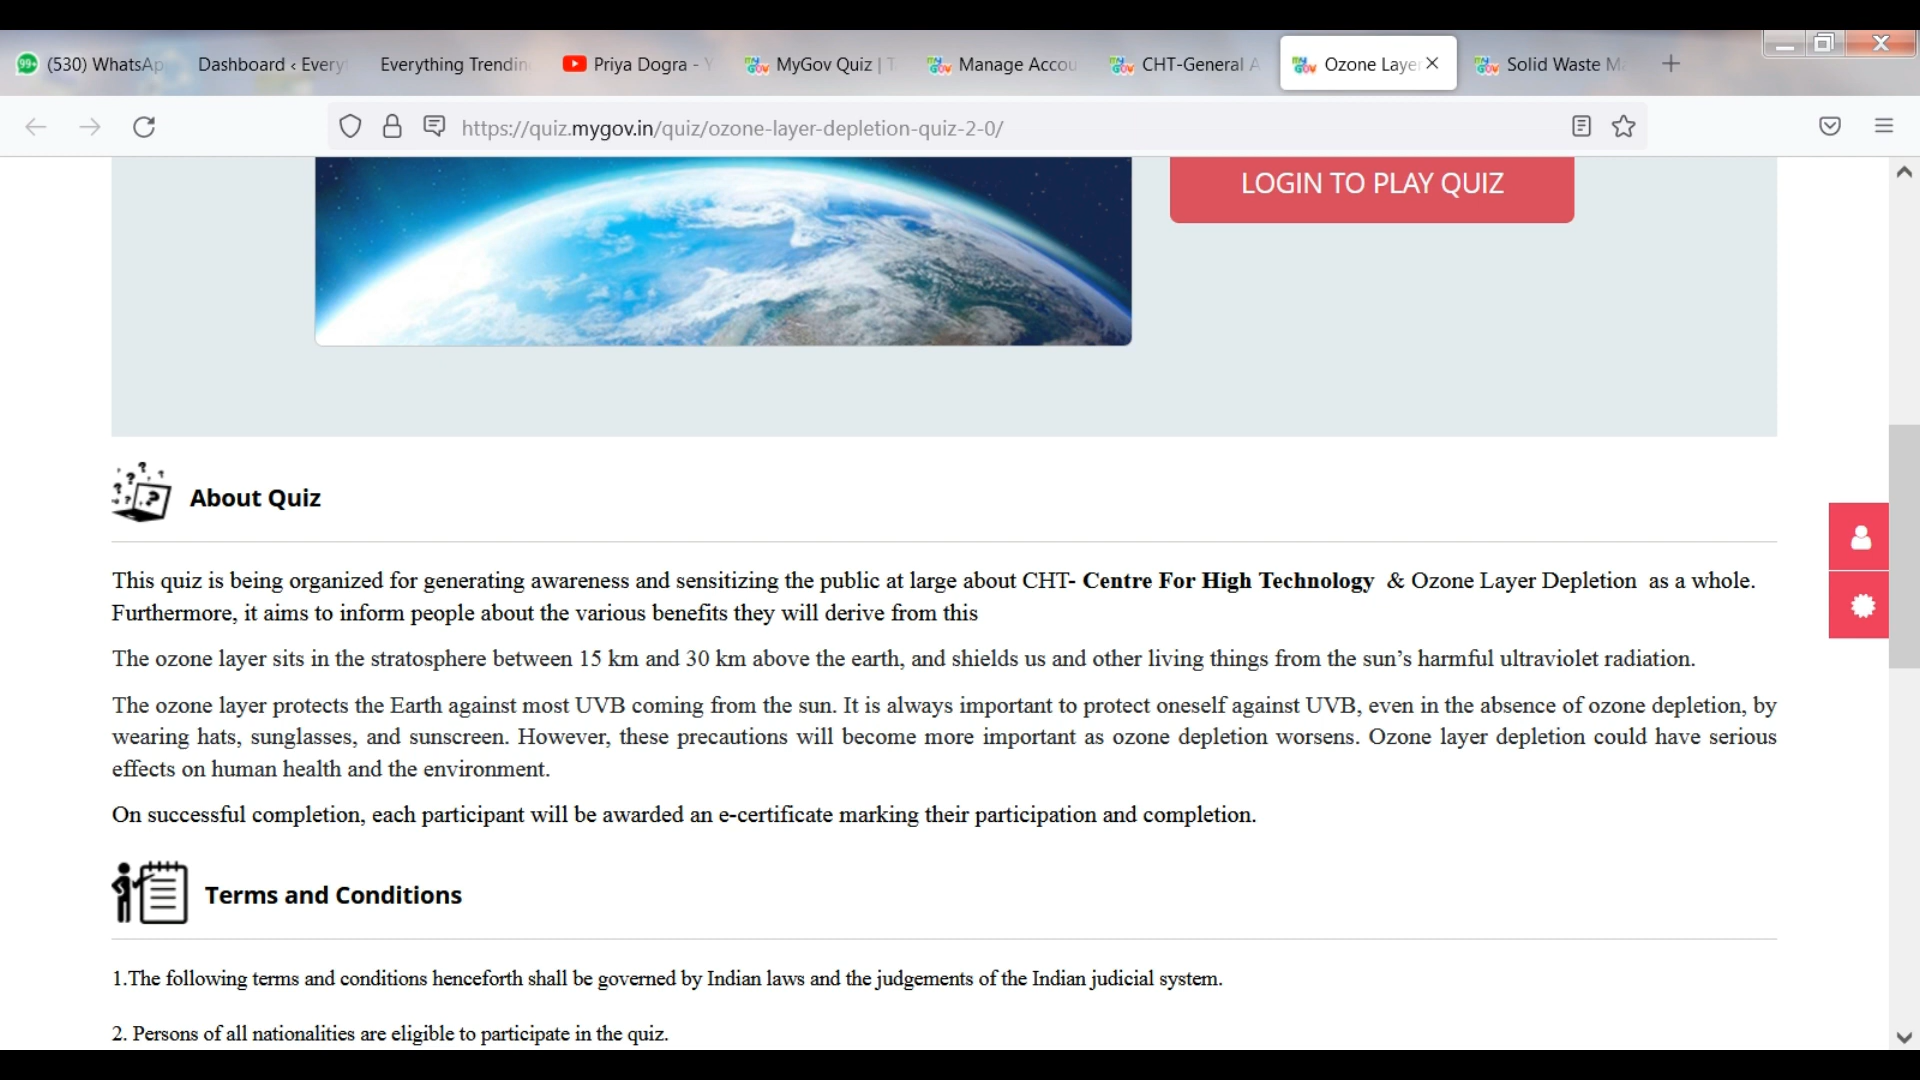 99+ (530) WhatsAp Dashboard ‹ Every Everything Trendin Priya Dogra - Y MyGov Quiz | T Manage Accou CHT-General A Ozone Laye Solid Waste Ma
https://quiz.mygov.in/quiz/ozone-layer-depletion-quiz-2-0/
LOGIN TO PLAY QUIZ
About Quiz
This quiz is being organized for generating awareness and sensitizing the public at large about CHT- Centre For High Technology & Ozone Layer Depletion as a whole.
Furthermore, it aims to inform people about the various benefits they will derive from this
The ozone layer sits in the stratosphere between 15 km and 30 km above the earth, and shields us and other living things from the sun’s harmful ultraviolet radiation.
The ozone layer protects the Earth against most UVB coming from the sun. It is always important to protect oneself against UVB, even in the absence of ozone depletion, by
wearing hats, sunglasses, and sunscreen. However, these precautions will become more important as ozone depletion worsens. Ozone layer depletion could have serious
effects on human health and the environment.
On successful completion, each participant will be awarded an e-certificate marking their participation and completion.
Terms and Conditions
1.The following terms and conditions henceforth shall be governed by Indian laws and the judgements of the Indian judicial system.
2. Persons of all nationalities are eligible to participate in the quiz.